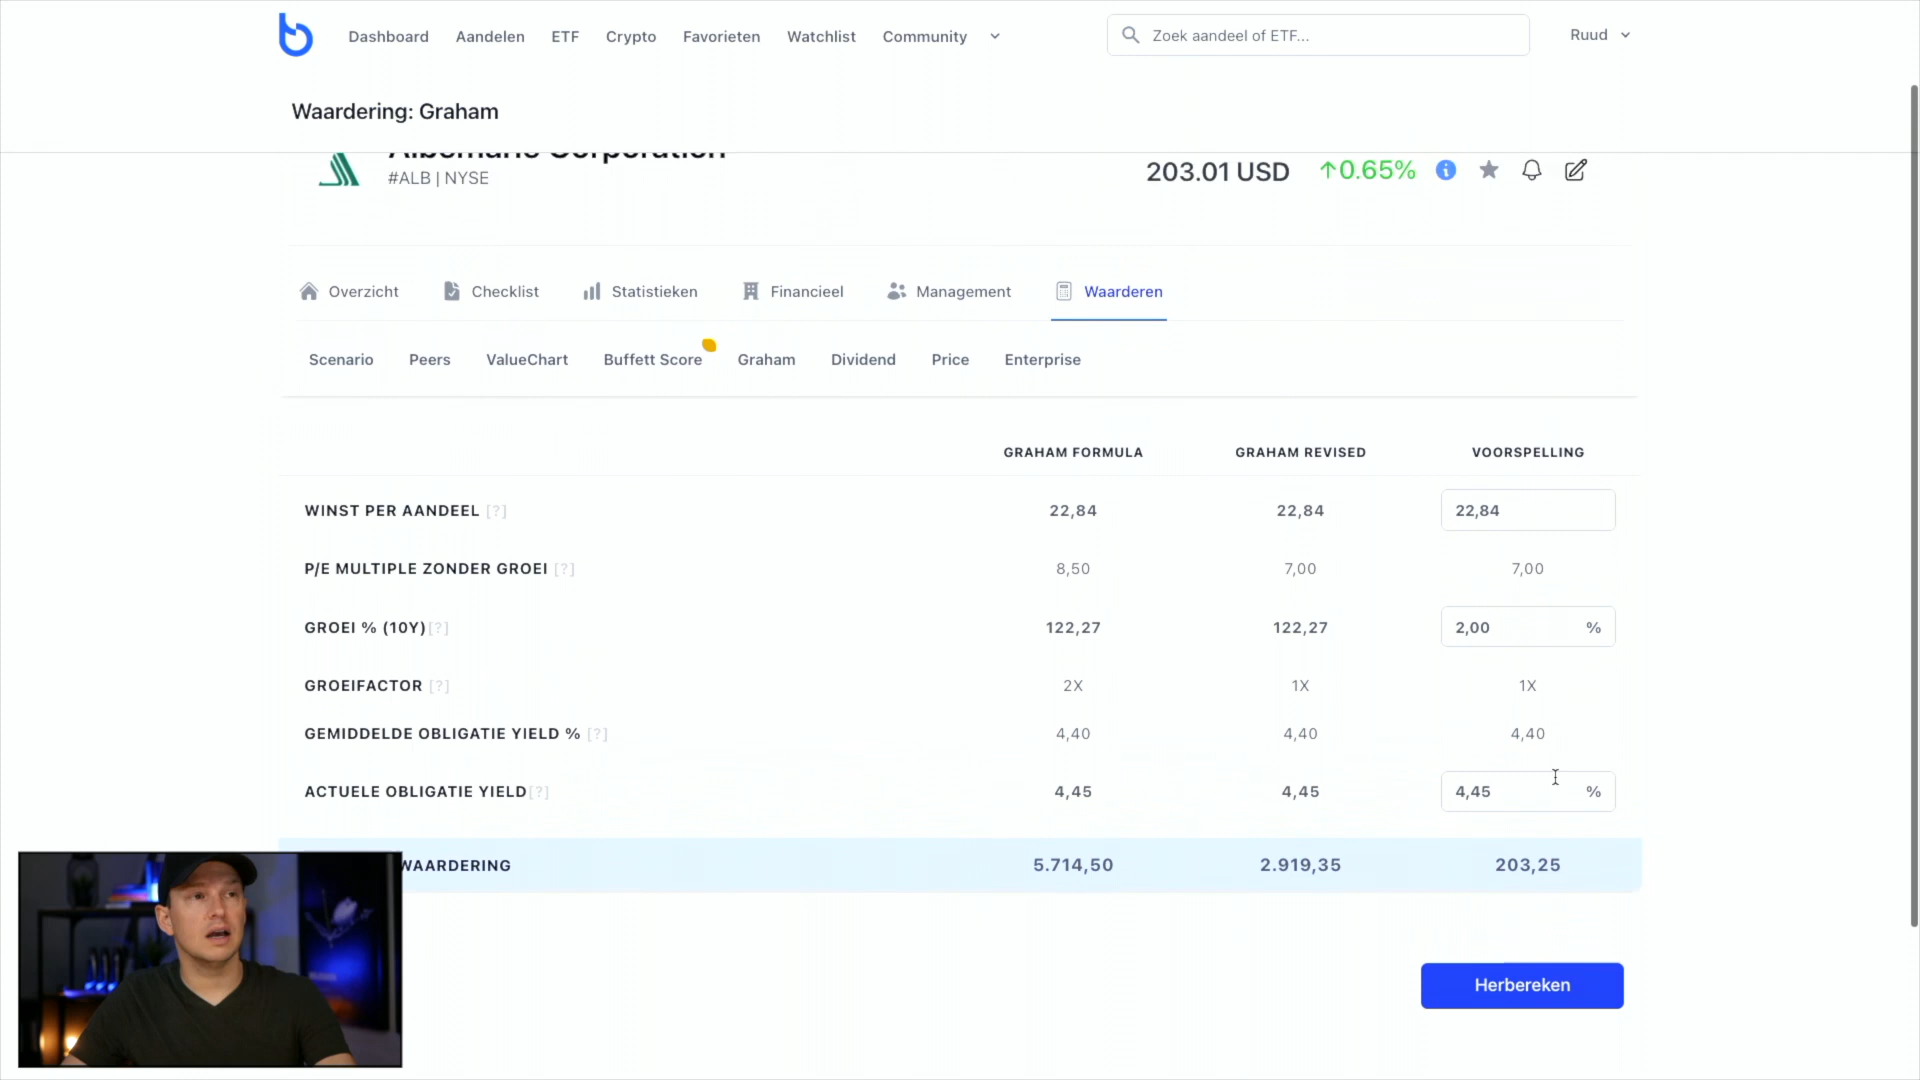 Dashboard Aandelen ETF Crypto Favorieten Watchlist Community
Zoek aandeel of ETF...
Ruud
Waardering: Graham
Albemarle Corporation
#ALB | NYSE
203.01 USD ↑0.65%
Overzicht Checklist Statistieken Financieel Management Waarderen
Scenario Peers ValueChart Buffett Score Graham Dividend Price Enterprise
GRAHAM FORMULA GRAHAM REVISED VOORSPELLING
WINST PER AANDEEL [?] 22,84 22,84 22,84
P/E MULTIPLE ZONDER GROEI [?] 8,50 7,00 7,00
GROEI % (10Y)[?] 122,27 122,27 2,00 %
GROEIFACTOR [?] 2X 1X 1X
GEMIDDELDE OBLIGATIE YIELD % [?] 4,40 4,40 4,40
ACTUELE OBLIGATIE YIELD[?] 4,45 4,45 4,45 %
WAARDERING 5.714,50 2.919,35 203,25
Herbereken